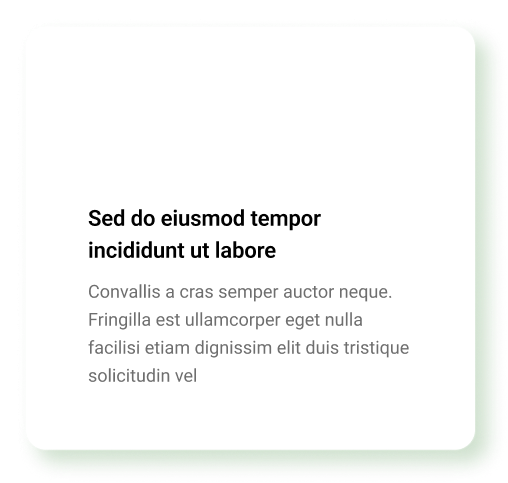 Sed do eiusmod tempor
incididunt ut labore
Convallis a cras semper auctor neque.
Fringilla est ullamcorper eget nulla
facilisi etiam dignissim elit duis tristique
solicitudin vel